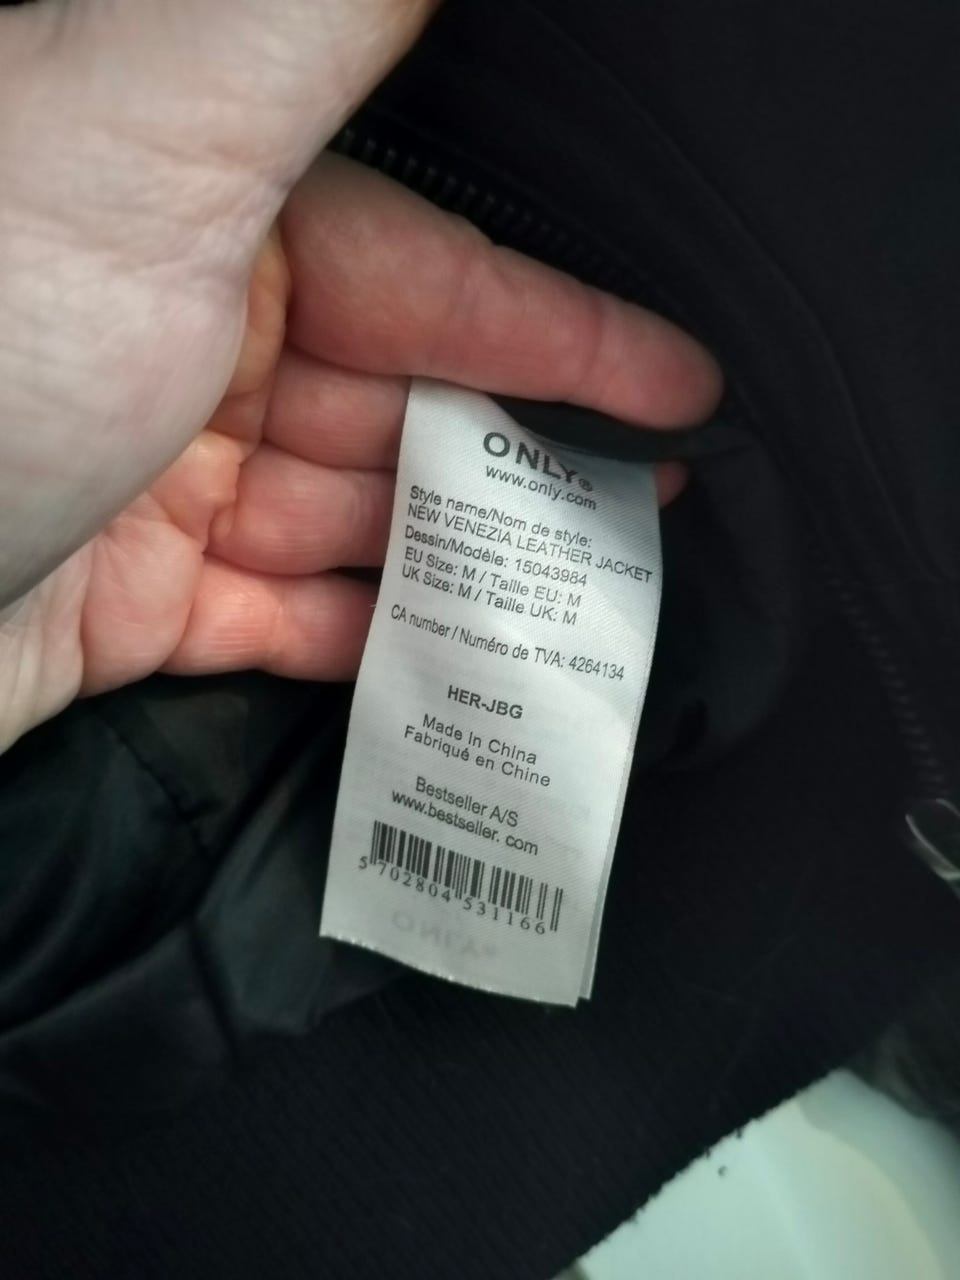 ONLY®
www.only.com
Style name/Nom de style:
NEW VENEZIA LEATHER JACKET
Dessin/Modèle: 15043984
EU Size: M / Taille EU: M
UK Size: M / Taille UK: M
CA number / Numéro de TVA: 4264134
HER-JBG
Made In China
Fabriqué en Chine
Bestseller A/S
www.bestseller. com
5 702804 531166
ONLY®